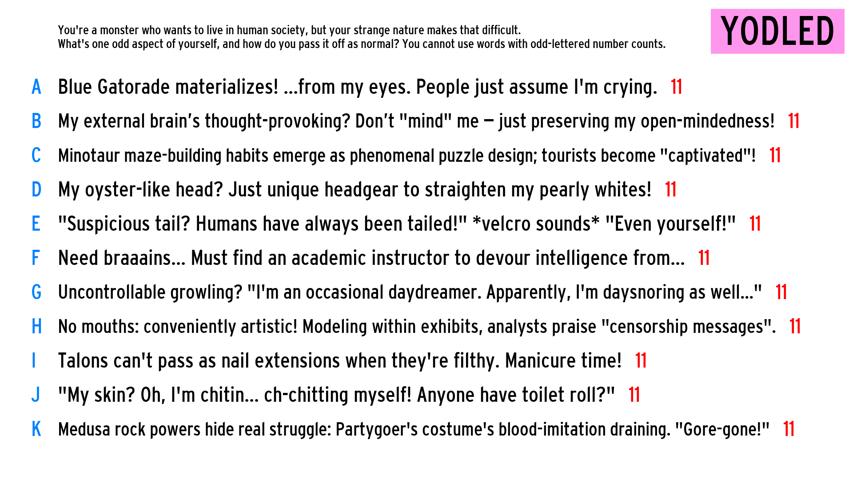 You're a monster who wants to live in human society, but your strange nature makes that difficult.
What's one odd aspect of yourself, and how do you pass it off as normal? You cannot use words with odd-lettered number counts.
YODLED
A Blue Gatorade materializes! ...from my eyes. People just assume I'm crying. 11
B My external brain’s thought-provoking? Don’t "mind" me – just preserving my open-mindedness! 11
C Minotaur maze-building habits emerge as phenomenal puzzle design; tourists become "captivated"! 11
D My oyster-like head? Just unique headgear to straighten my pearly whites! 11
E "Suspicious tail? Humans have always been tailed!" *velcro sounds* "Even yourself!" 11
F Need braaains... Must find an academic instructor to devour intelligence from... 11
G Uncontrollable growling? "I'm an occasional daydreamer. Apparently, I'm daysnoring as well..." 11
H No mouths: conveniently artistic! Modeling within exhibits, analysts praise "censorship messages". 11
I Talons can't pass as nail extensions when they're filthy. Manicure time! 11
J "My skin? Oh, I'm chitin... ch-chitting myself! Anyone have toilet roll?" 11
K Medusa rock powers hide real struggle: Partygoer's costume's blood-imitation draining. "Gore-gone!" 11